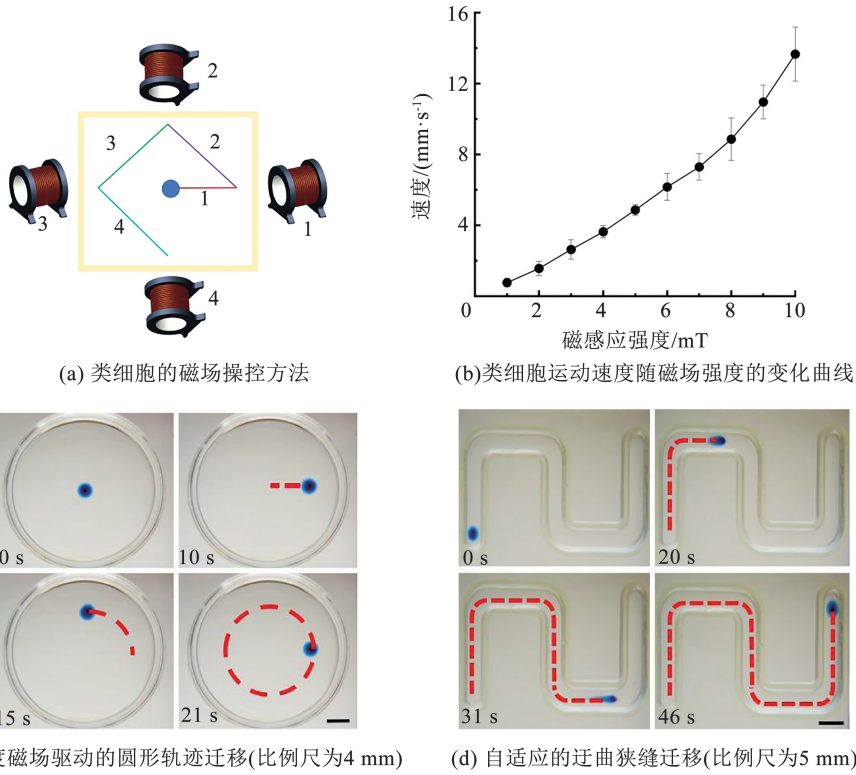 2
3
2
1
4
3
1
4
(a) 类细胞的磁场操控方法
16
12
8
4
0
2
4
6
8
10
速度/(mm·s⁻¹)
磁感应强度/mT
(b)类细胞运动速度随磁场强度的变化曲线
0 s
10 s
15 s
21 s
度磁场驱动的圆形轨迹迁移(比例尺为4 mm)
0 s
20 s
31 s
46 s
(d) 自适应的迂曲狭缝迁移(比例尺为5 mm)